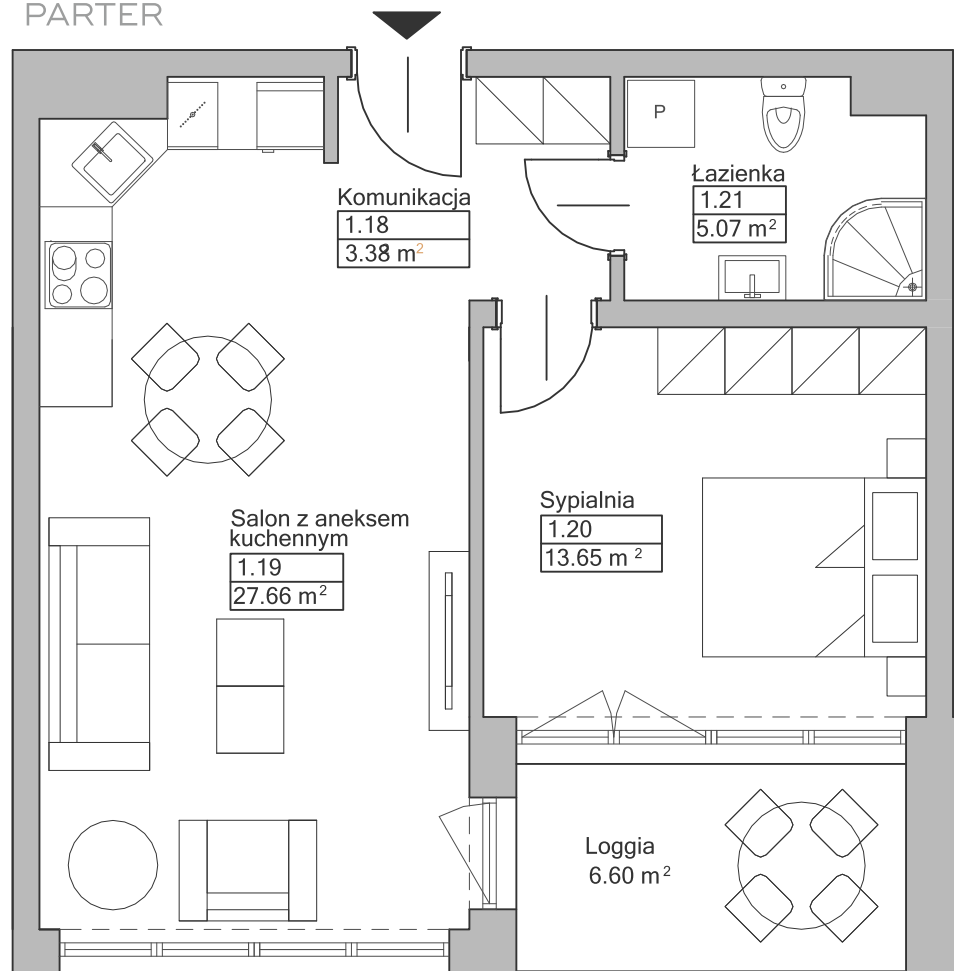 PARTER
P
Łazienka
1.21
5.07 m²
Komunikacja
1.18
3.38 m²
Sypialnia
1.20
13.65 m ²
Salon z aneksem
kuchennym
1.19
27.66 m²
Loggia
6.60 m²